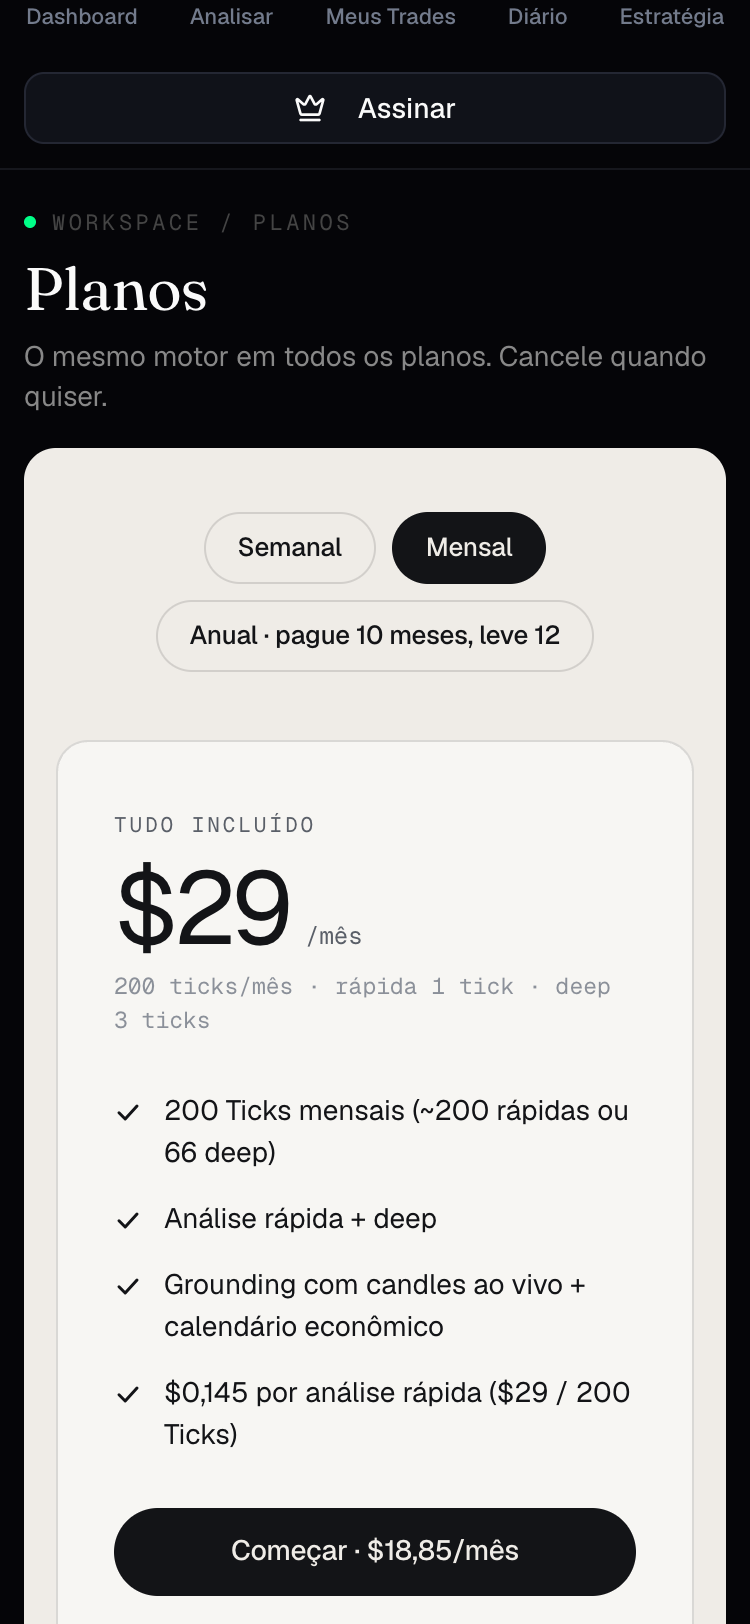 Dashboard Analisar Meus Trades Diário Estratégia
Assinar
WORKSPACE / PLANOS
Planos
O mesmo motor em todos os planos. Cancele quando
quiser.
Semanal Mensal
Anual · pague 10 meses, leve 12
TUDO INCLUÍDO
$29 /mês
200 ticks/mês · rápida 1 tick · deep
3 ticks
200 Ticks mensais (~200 rápidas ou
66 deep)
Análise rápida + deep
Grounding com candles ao vivo +
calendário econômico
$0,145 por análise rápida ($29 / 200
Ticks)
Começar · $18,85/mês